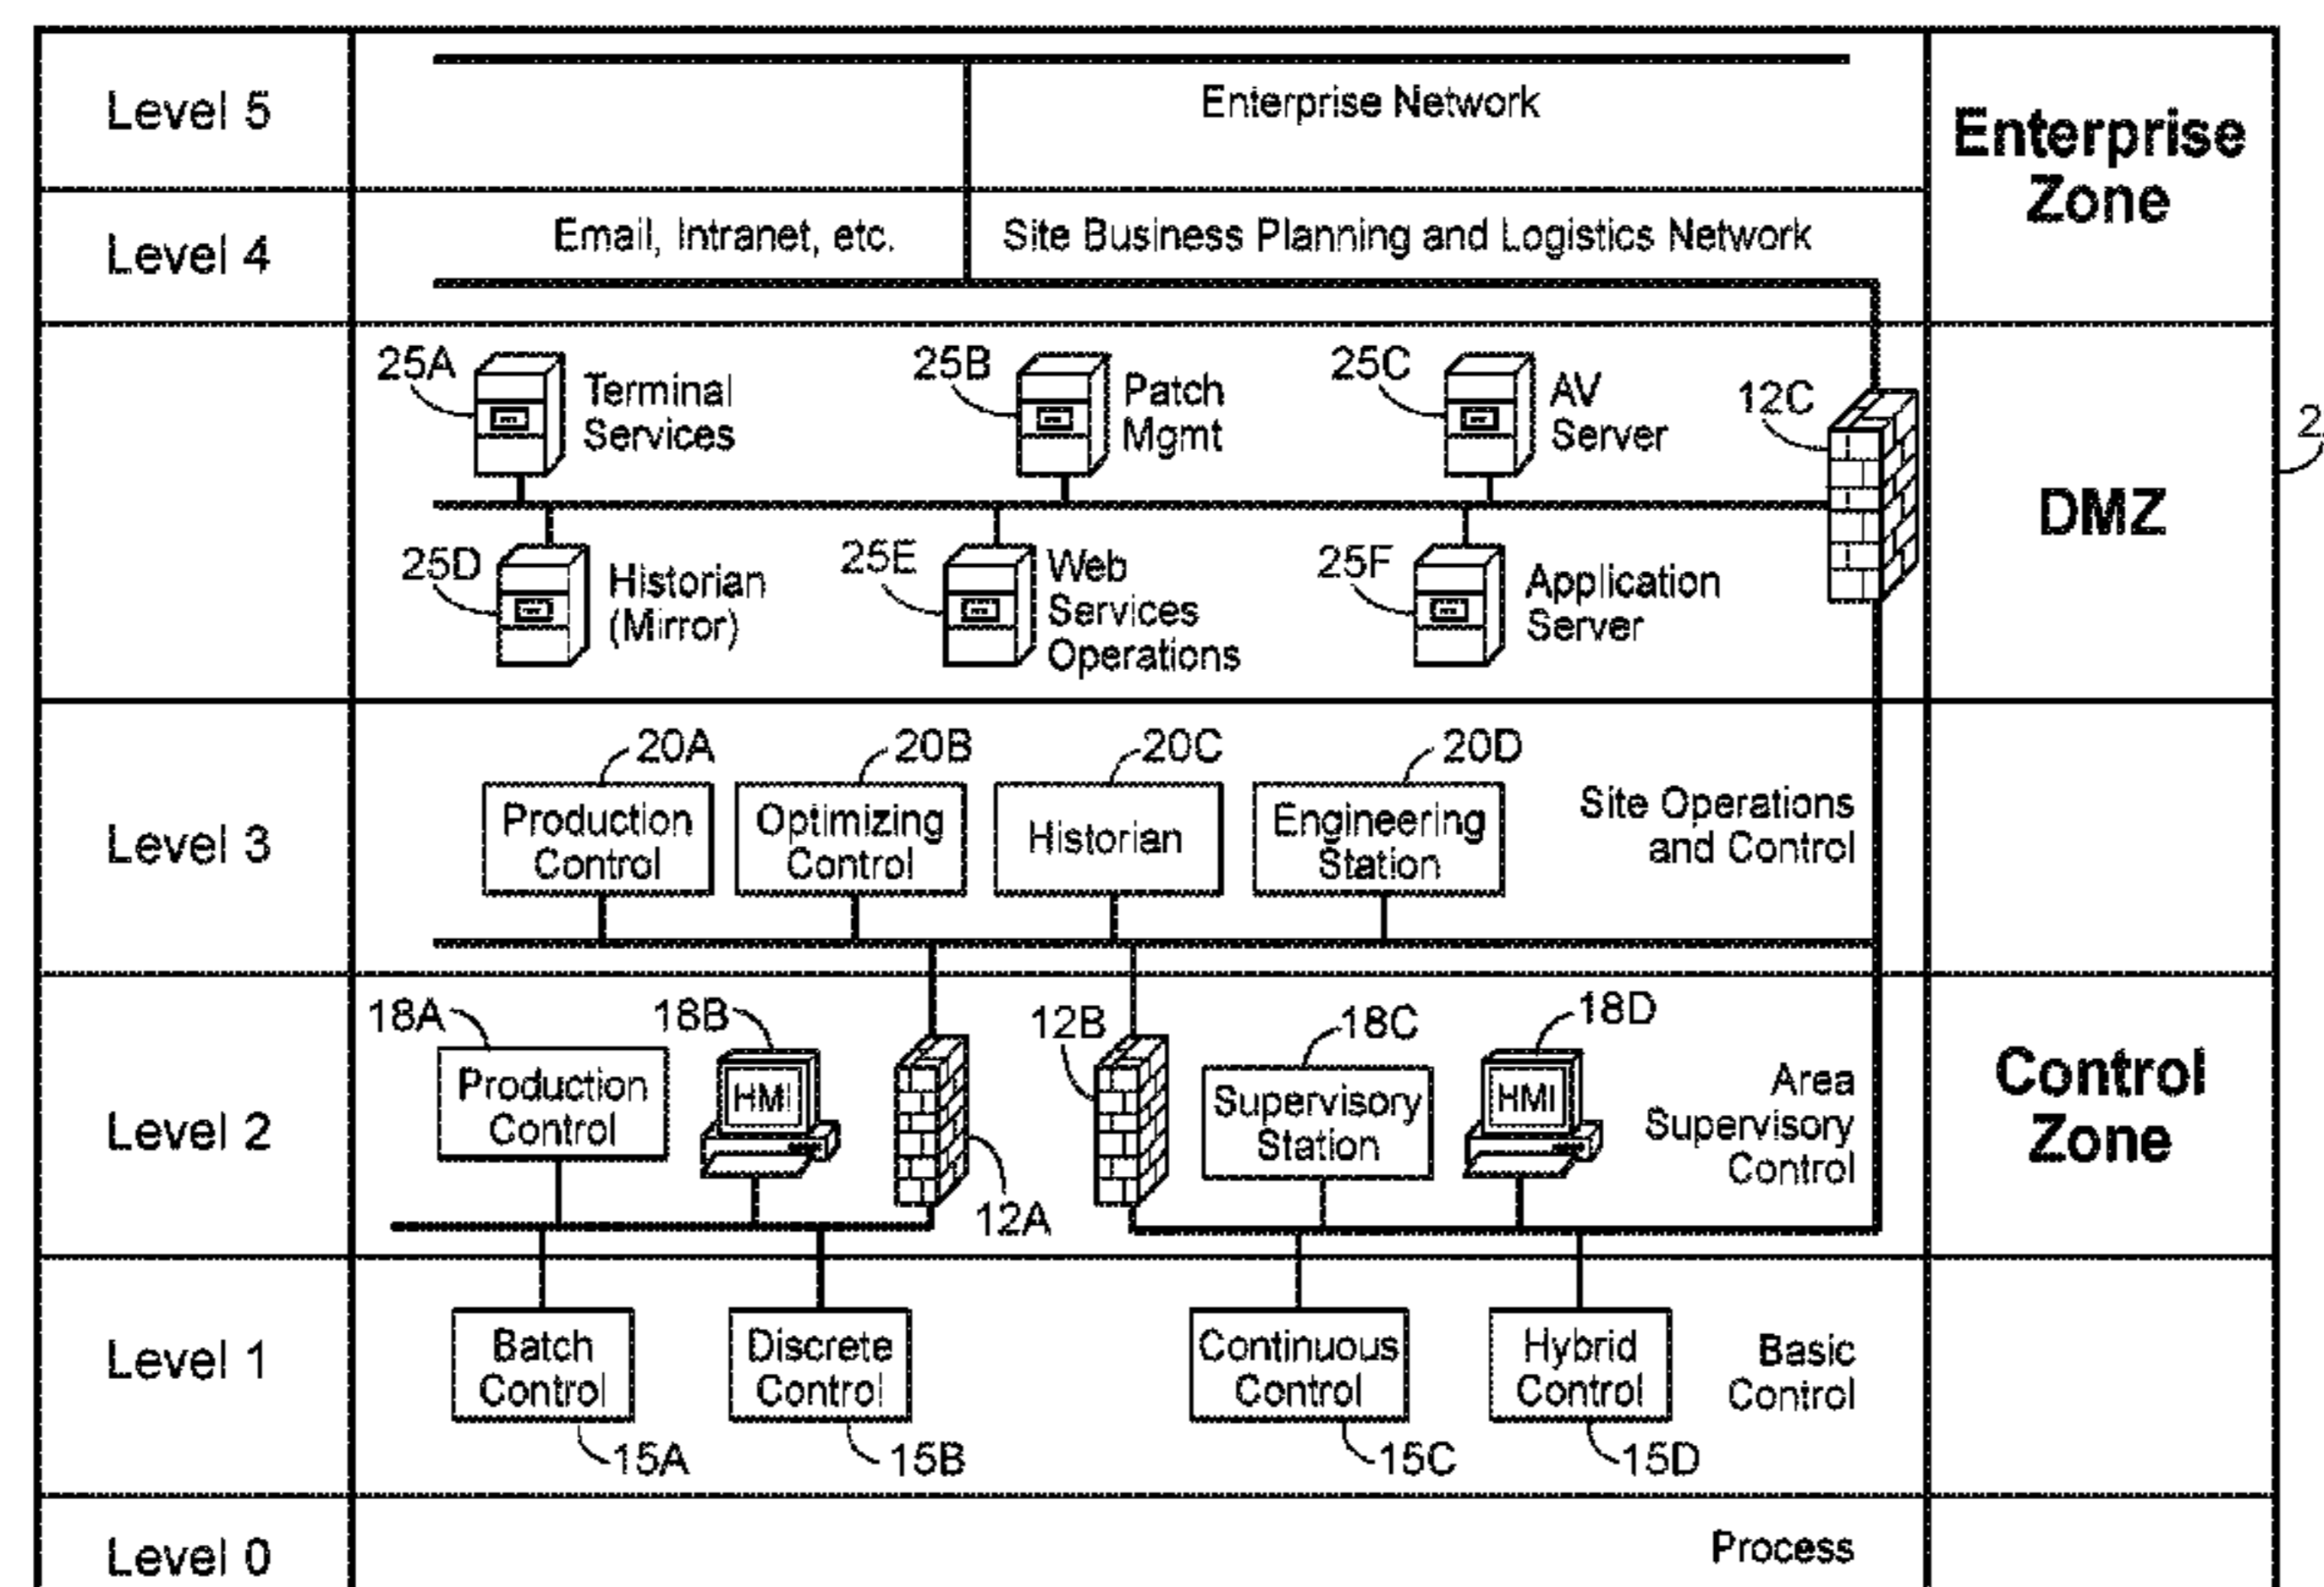 Level 5
Enterprise Network
Enterprise
Zone
Level 4
Email, Intranet, etc.
Site Business Planning and Logistics Network
25A
Terminal
Services
25B
Patch
Mgmt
25C
AV
Server
12C
DMZ
25D
Historian
(Mirror)
25E
Web
Services
Operations
25F
Application
Server
Level 3
20A
Production
Control
20B
Optimizing
Control
20C
Historian
20D
Engineering
Station
Site Operations
and Control
Level 2
18A
Production
Control
18B
HMI
12A
12B
18C
Supervisory
Station
18D
HMI
Area
Supervisory
Control
Control
Zone
Level 1
Batch
Control
15A
Discrete
Control
15B
Continuous
Control
15C
Hybrid
Control
15D
Basic
Control
Level 0
Process